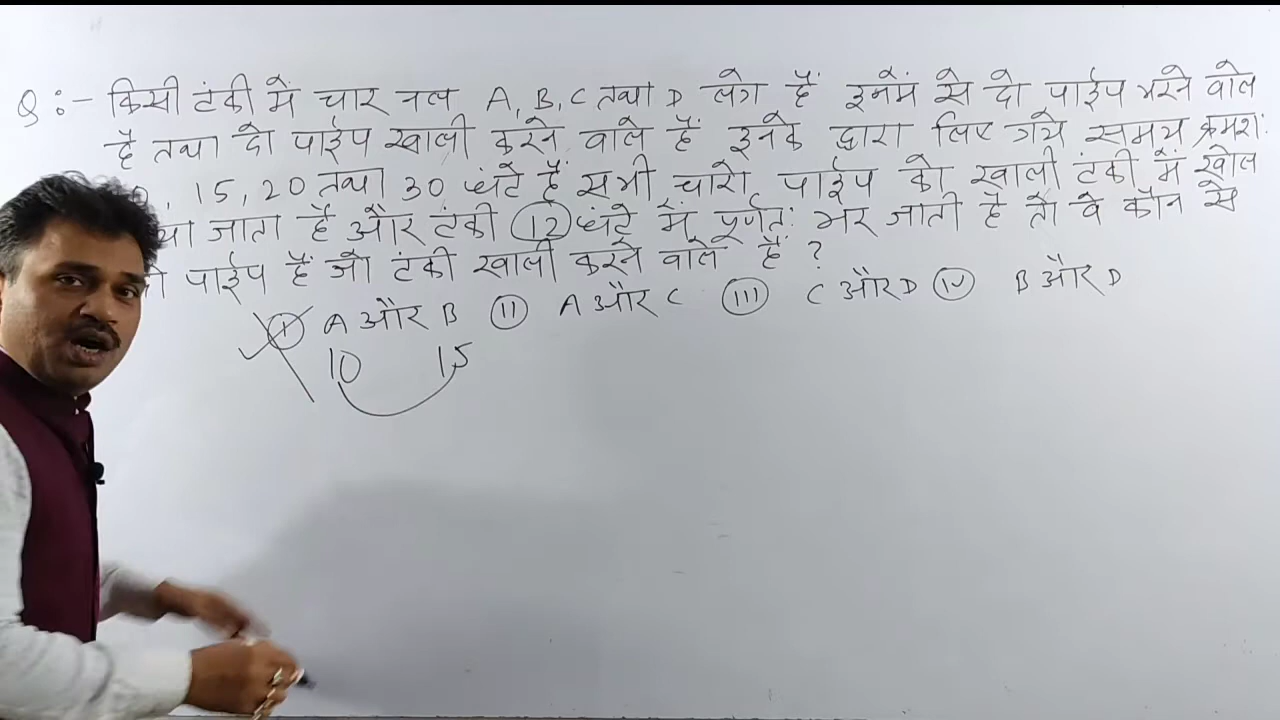 Q :- किसी टंकी में चार नल A, B, C तथा D लगे हैं इनमें से दो पाईप भरने वाले
है तथा दो पाईप खाली करने वाले हैं इनके द्वारा लिए गये समय क्रमश:
0, 15, 20 तथा 30 घंटे हैं सभी चारो पाईप को खाली टंकी में खोल
या जाता है और टंकी 12 घंटे में पूर्णत: भर जाती है तो वे कौन से
पाईप हैं जो टंकी खाली करने वाले हैं ?
I A और B II A और C III C और D IV B और D
10 15